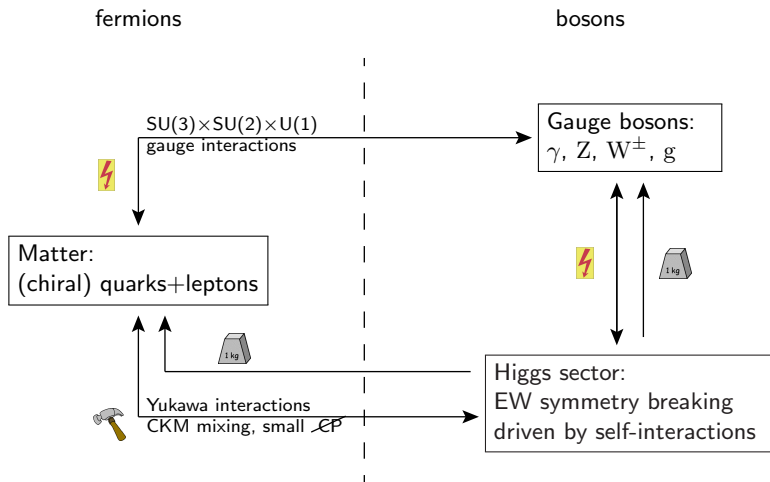 fermions
bosons
SU(3)×SU(2)×U(1)
gauge interactions
Gauge bosons:
γ, Z, W±, g
Matter:
(chiral) quarks+leptons
1 kg
1 kg
Higgs sector:
EW symmetry breaking
driven by self-interactions
Yukawa interactions
CKM mixing, small CP